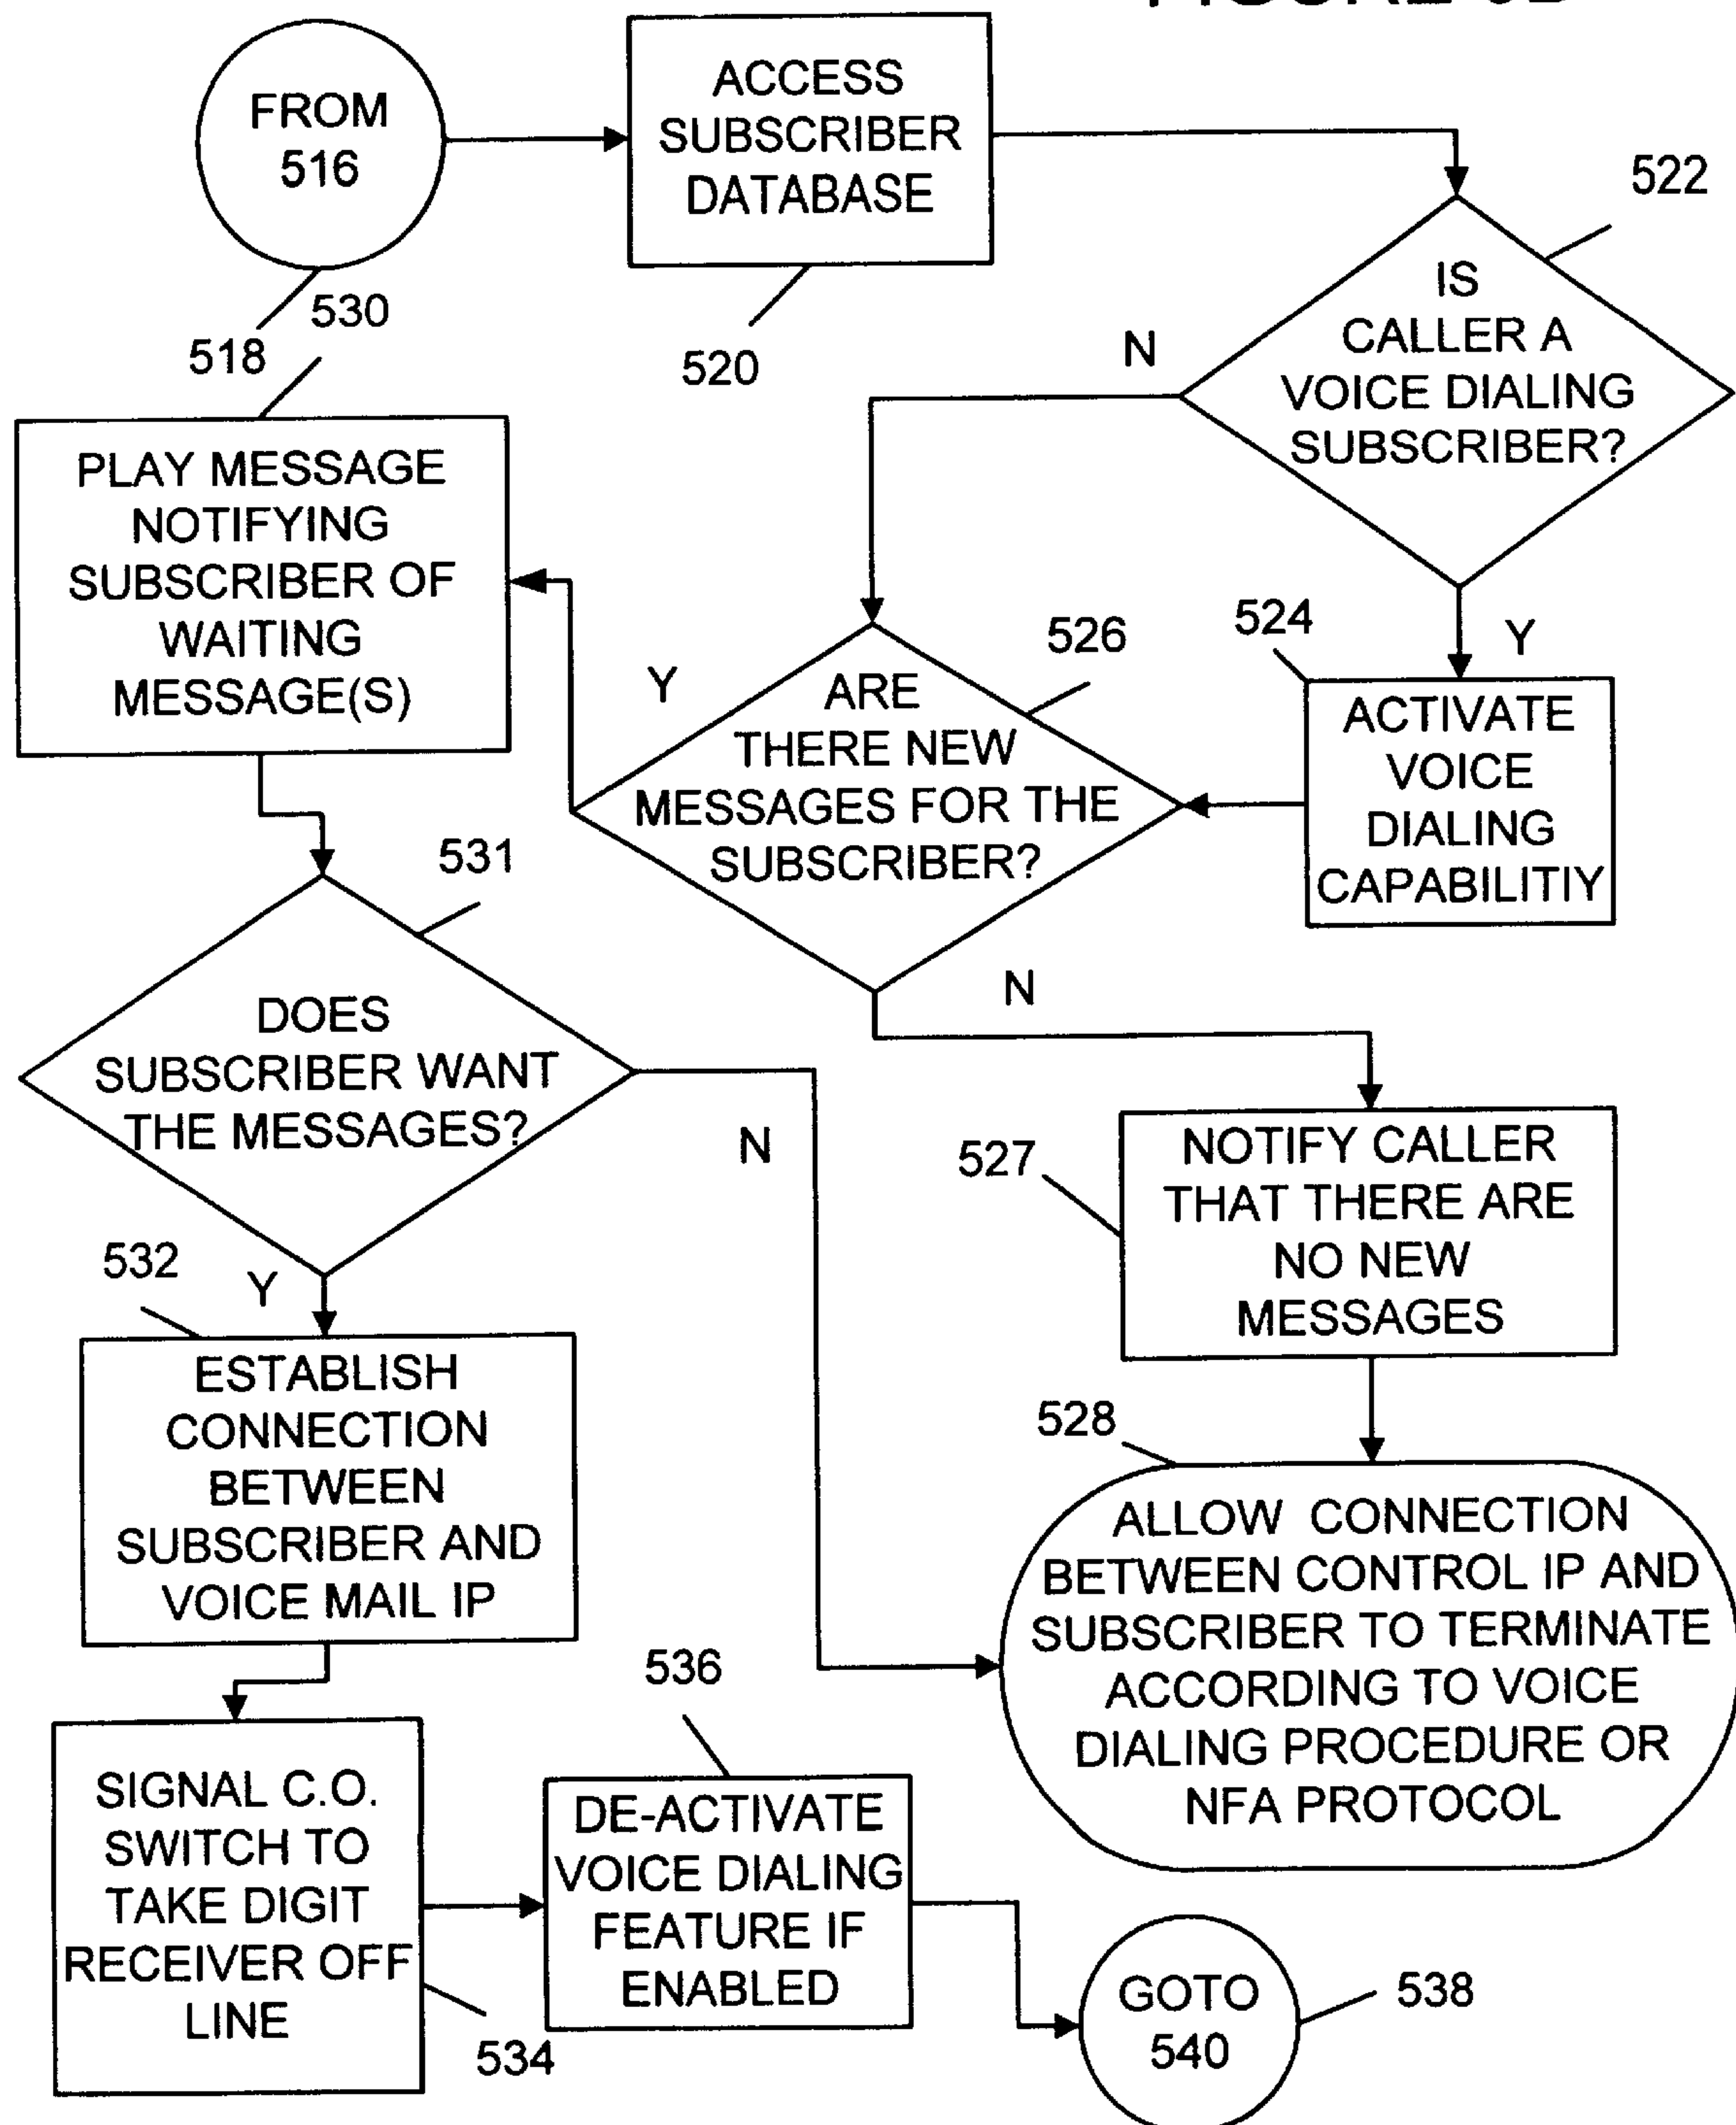 FROM
516
518
ACCESS
SUBSCRIBER
DATABASE
520
522
IS
CALLER A
VOICE DIALING
SUBSCRIBER?
N
Y
524
ACTIVATE
VOICE
DIALING
CAPABILITIY
526
ARE
THERE NEW
MESSAGES FOR THE
SUBSCRIBER?
Y
N
530
PLAY MESSAGE
NOTIFYING
SUBSCRIBER OF
WAITING
MESSAGE(S)
531
DOES
SUBSCRIBER WANT
THE MESSAGES?
N
Y
527
NOTIFY CALLER
THAT THERE ARE
NO NEW
MESSAGES
528
ALLOW CONNECTION
BETWEEN CONTROL IP AND
SUBSCRIBER TO TERMINATE
ACCORDING TO VOICE
DIALING PROCEDURE OR
NFA PROTOCOL
532
ESTABLISH
CONNECTION
BETWEEN
SUBSCRIBER AND
VOICE MAIL IP
SIGNAL C.O.
SWITCH TO
TAKE DIGIT
RECEIVER OFF
LINE
534
536
DE-ACTIVATE
VOICE DIALING
FEATURE IF
ENABLED
GOTO
540
538